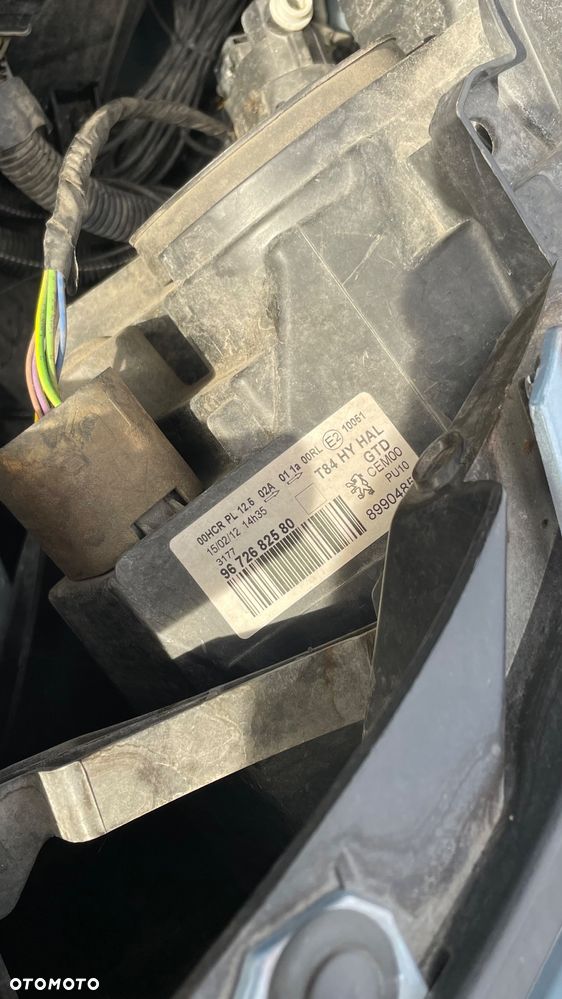 00HCR PL 12.5 02A 01 1a 00RL E2 10051
15/02/12 14h35
T84 HY HAL
3177
GTD
96 726 825 80
CEM00
PU10
8990485
OTOMOTO